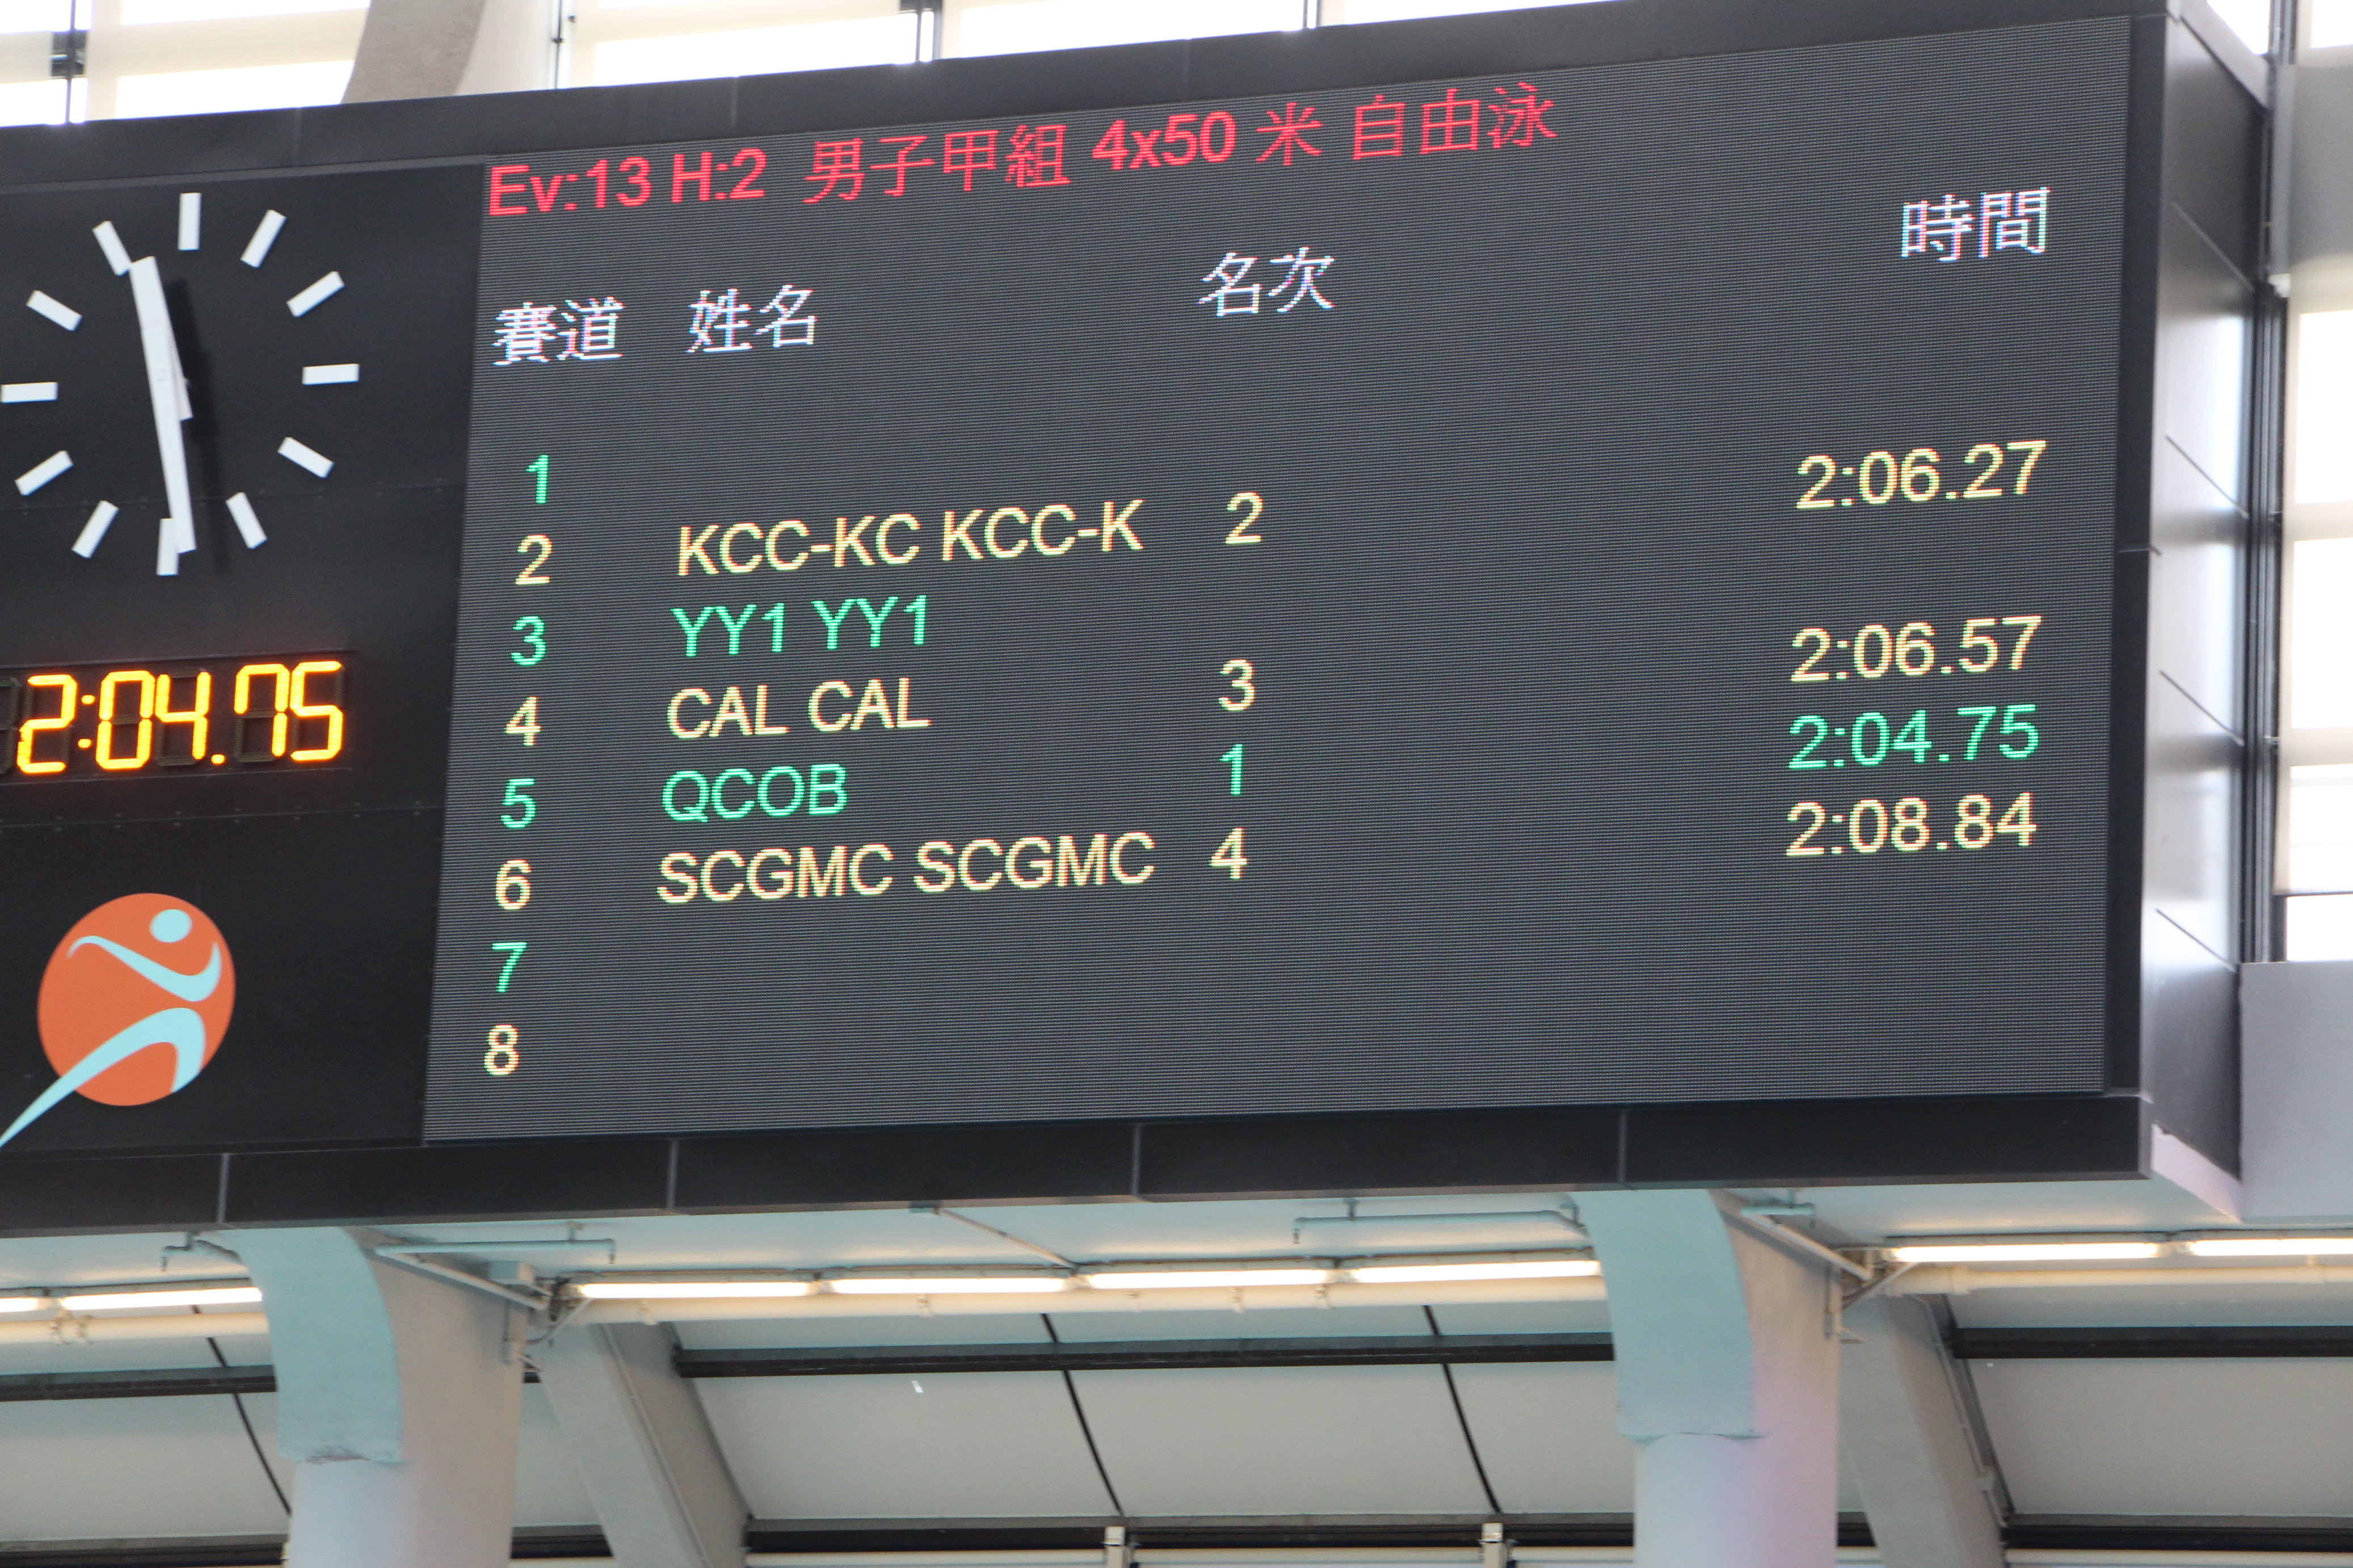 Ev:13 H:2 男子甲組 4x50 米 自由泳
賽道 姓名 名次 時間
1
2 KCC-KC KCC-K 2 2:06.27
3 YY1 YY1
4 CAL CAL 3 2:06.57
5 QCOB 1 2:04.75
6 SCGMC SCGMC 4 2:08.84
7
8
2:04.75